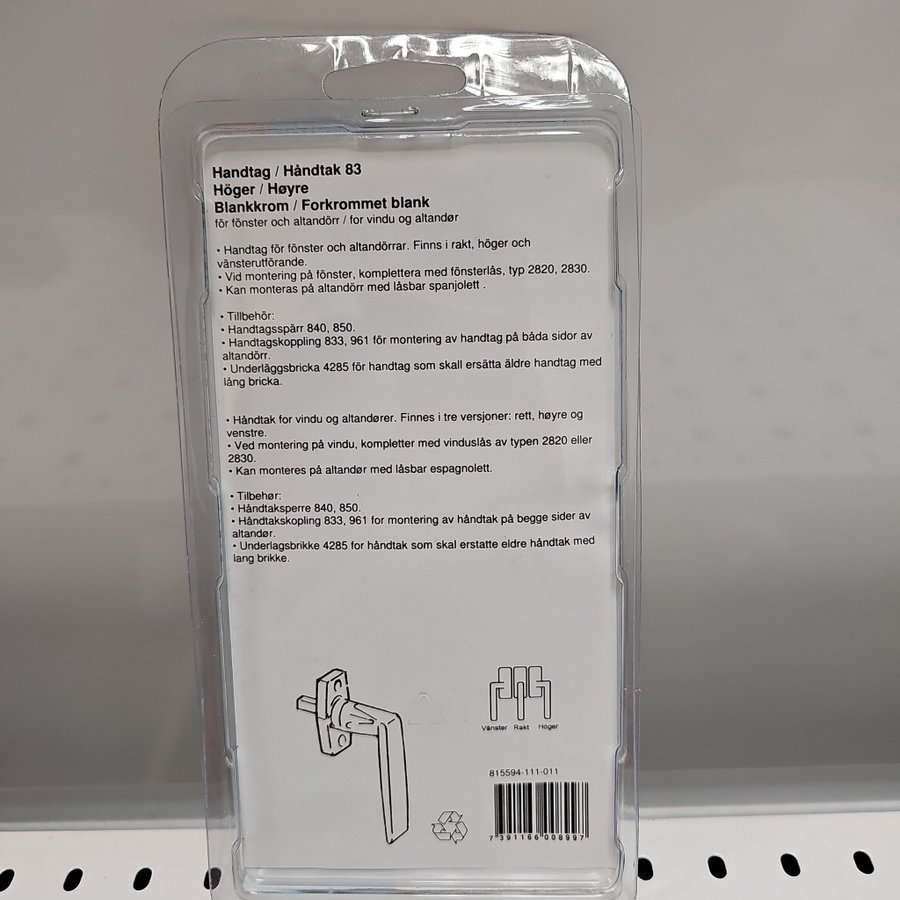 Handtag / Håndtak 83
Höger / Høyre
Blankkrom / Forkrommet blank
för fönster och altandörr / for vindu og altandør
• Handtag för fönster och altandörrar. Finns i rakt, höger och
vänsterutförande.
• Vid montering på fönster, komplettera med fönsterlås, typ 2820, 2830.
• Kan monteras på altandörr med låsbar spanjolett .
• Tillbehör:
• Handtagsspärr 840, 850.
• Handtagskoppling 833, 961 för montering av handtag på båda sidor av
altandörr.
• Underläggsbricka 4285 för handtag som skall ersätta äldre handtag med
lång bricka.
• Håndtak for vindu og altandører. Finnes i tre versjoner: rett, høyre og
venstre.
• Ved montering på vindu, kompletter med vinduslås av typen 2820 eller
2830.
• Kan monteres på altandør med låsbar espagnolett.
• Tilbehør:
• Håndtaksperre 840, 850.
• Håndtakskopling 833, 961 for montering av håndtak på begge sider av
altandør.
• Underlagsbrikke 4285 for håndtak som skal erstatte eldre håndtak med
lang brikke.
Vänster Rakt Höger
815594-111-011
7 391166 008997